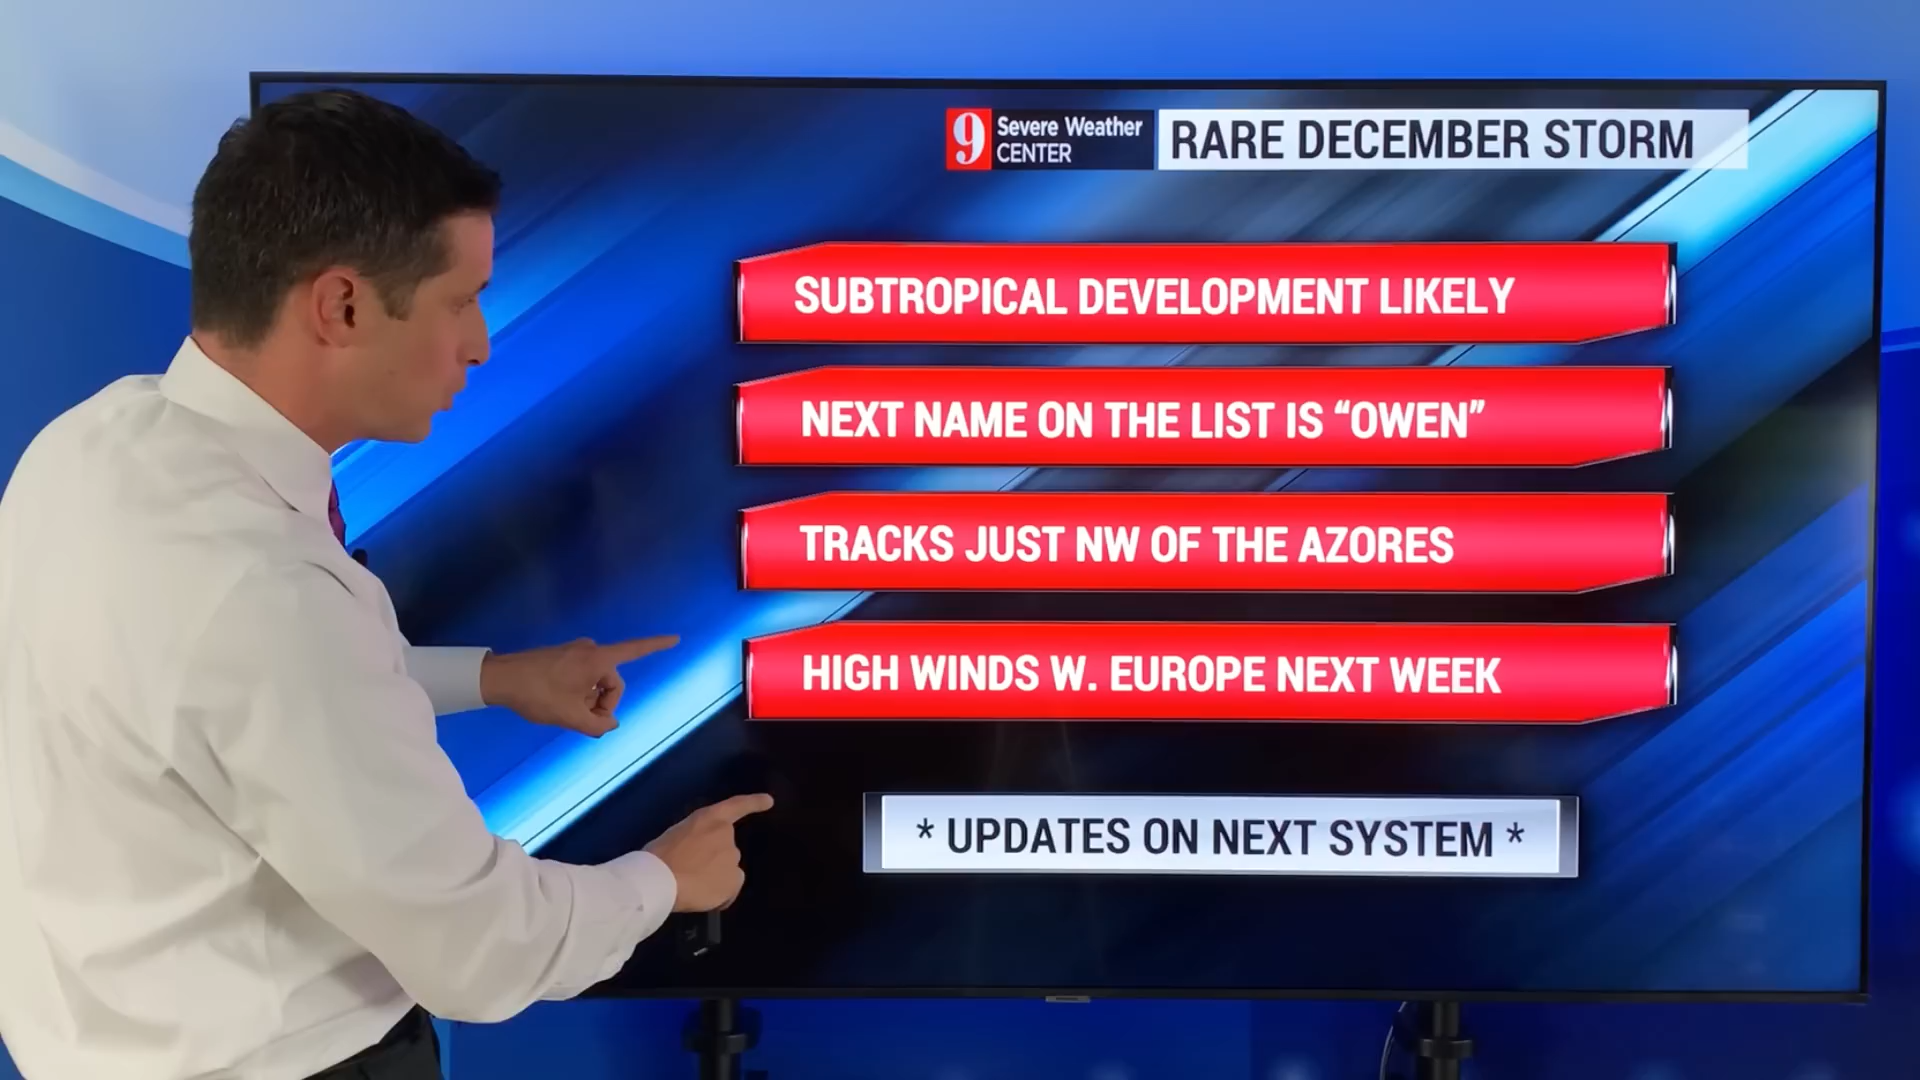 9 Severe Weather
CENTER
RARE DECEMBER STORM
SUBTROPICAL DEVELOPMENT LIKELY
NEXT NAME ON THE LIST IS “OWEN”
TRACKS JUST NW OF THE AZORES
HIGH WINDS W. EUROPE NEXT WEEK
* UPDATES ON NEXT SYSTEM *